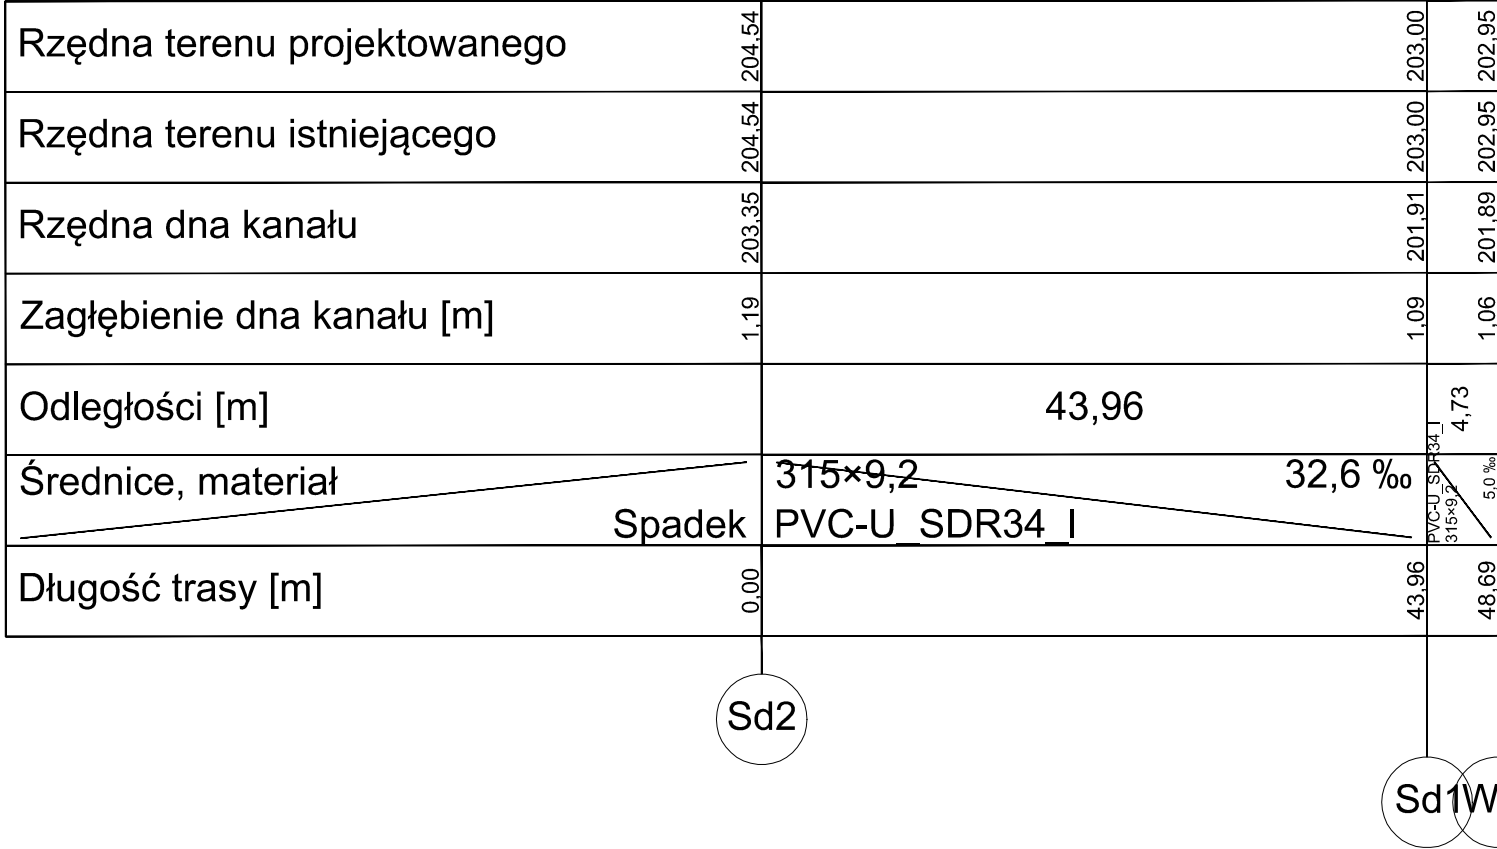 Rzędna terenu projektowanego 204,54 203,00 202,95
Rzędna terenu istniejącego 204,54 203,00 202,95
Rzędna dna kanału 203,35 201,91 201,89
Zagłębienie dna kanału [m] 1,19 1,09 1,06
Odległości [m] 43,96 4,73
Średnice, materiał 315×9,2 32,6 ‰ PVC-U_SDR34_I 5,0 ‰
Spadek PVC-U_SDR34_I 315×9,2
Długość trasy [m] 0,00 43,96 48,69
Sd2
Sd1 W